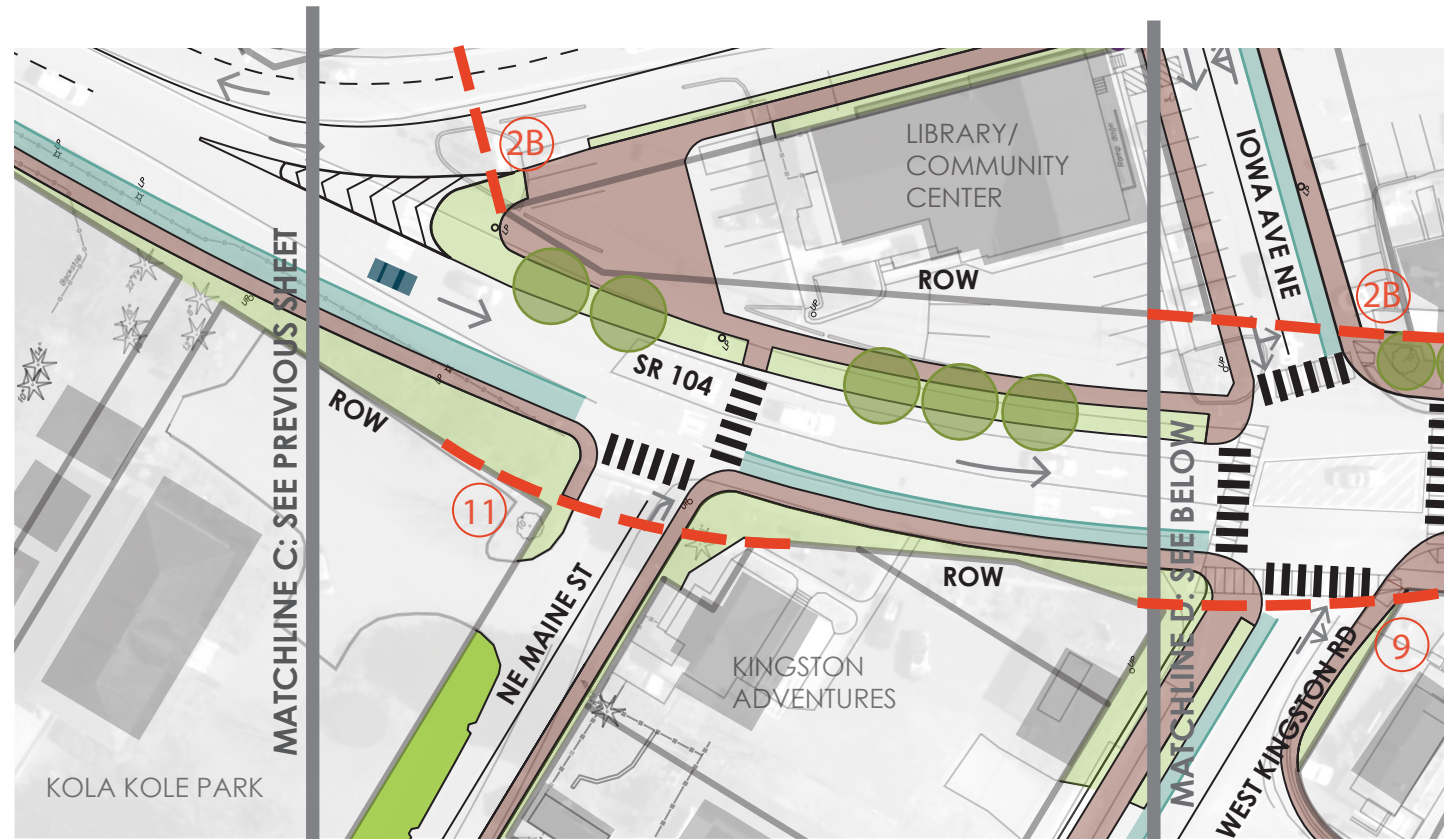 2B
LIBRARY/
COMMUNITY
CENTER
IOWA AVE NE
ROW
2B
MATCHLINE C: SEE PREVIOUS SHEET
ROW
SR 104
11
NE MAINE ST
ROW
MATCHLINE D: SEE BELOW
KINGSTON
ADVENTURES
WEST KINGSTON RD
9
KOLA KOLE PARK